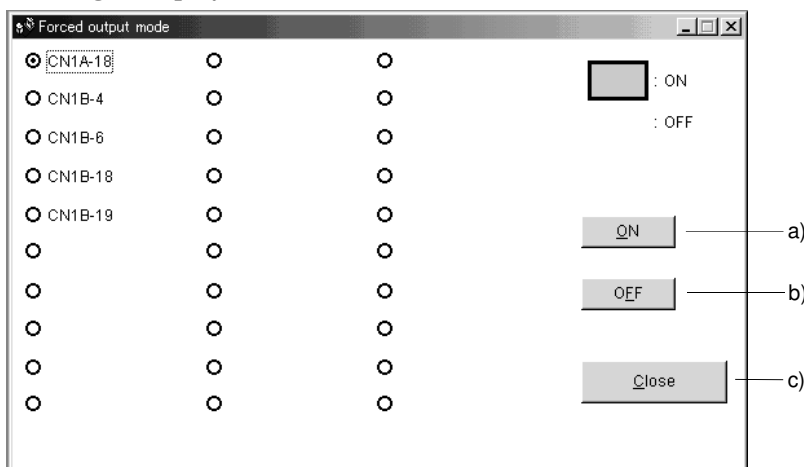 Forced output mode
CN1A-18
: ON
CN1B-4
: OFF
CN1B-6
CN1B-18
CN1B-19
ON
a)
OFF
b)
Close
c)